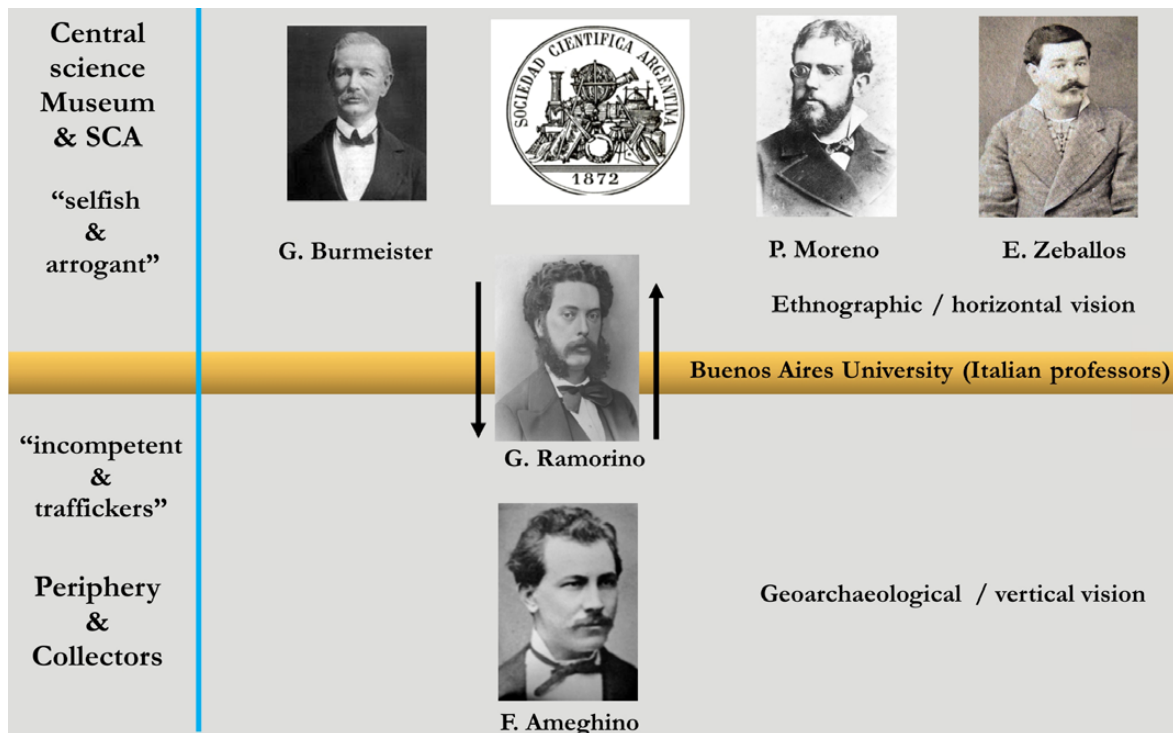 Central
science
Museum
& SCA
“selfish
&
arrogant”
SOCIEDAD CIENTIFICA ARGENTINA
1872
G. Burmeister
P. Moreno
E. Zeballos
Ethnographic / horizontal vision
Buenos Aires University (Italian professors)
G. Ramorino
“incompetent
&
traffickers”
Periphery
&
Collectors
Geoarchaeological / vertical vision
F. Ameghino